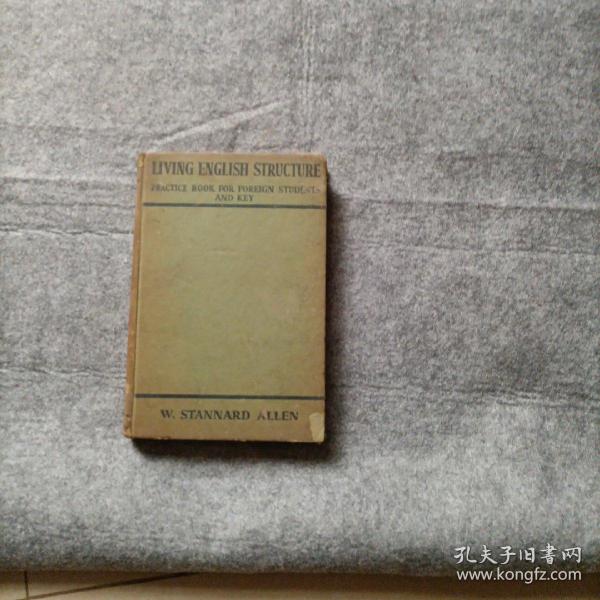 LIVING ENGLISH STRUCTURE
PRACTICE BOOK FOR FOREIGN STUDENTS
AND KEY
W. STANNARD ALLEN
孔夫子旧書网
www.kongfz.com